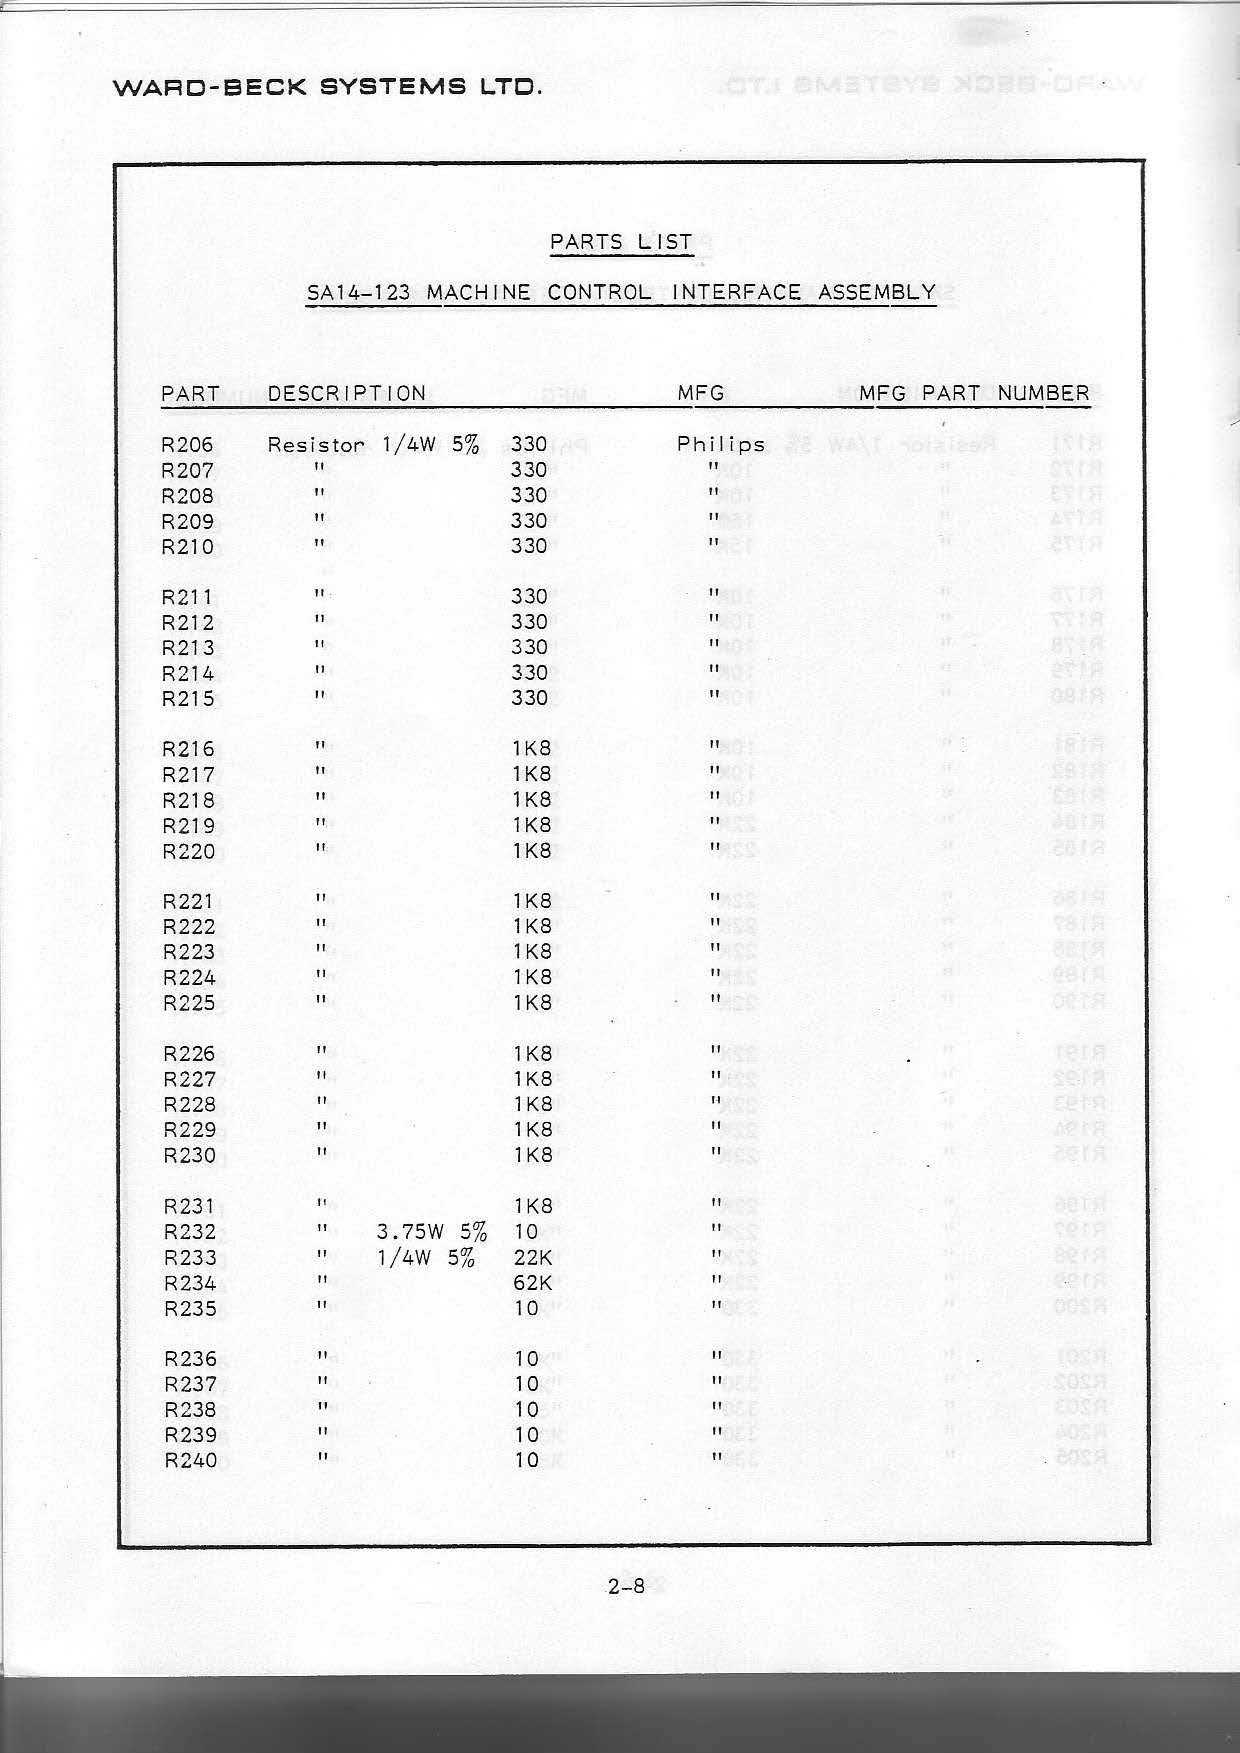 WARD-BECK SYSTEMS LTD.
PARTS LIST
SA14-123 MACHINE CONTROL INTERFACE ASSEMBLY
PART DESCRIPTION MFG MFG PART NUMBER
R206 Resistor 1/4W 5% 330 Philips
R207 " 330 "
R208 " 330 "
R209 " 330 "
R210 " 330 "
R211 " 330 "
R212 " 330 "
R213 " 330 "
R214 " 330 "
R215 " 330 "
R216 " 1K8 "
R217 " 1K8 "
R218 " 1K8 "
R219 " 1K8 "
R220 " 1K8 "
R221 " 1K8 "
R222 " 1K8 "
R223 " 1K8 "
R224 " 1K8 "
R225 " 1K8 "
R226 " 1K8 "
R227 " 1K8 "
R228 " 1K8 "
R229 " 1K8 "
R230 " 1K8 "
R231 " 1K8 "
R232 " 3.75W 5% 10 "
R233 " 1/4W 5% 22K "
R234 " 62K "
R235 " 10 "
R236 " 10 "
R237 " 10 "
R238 " 10 "
R239 " 10 "
R240 " 10 "
2-8